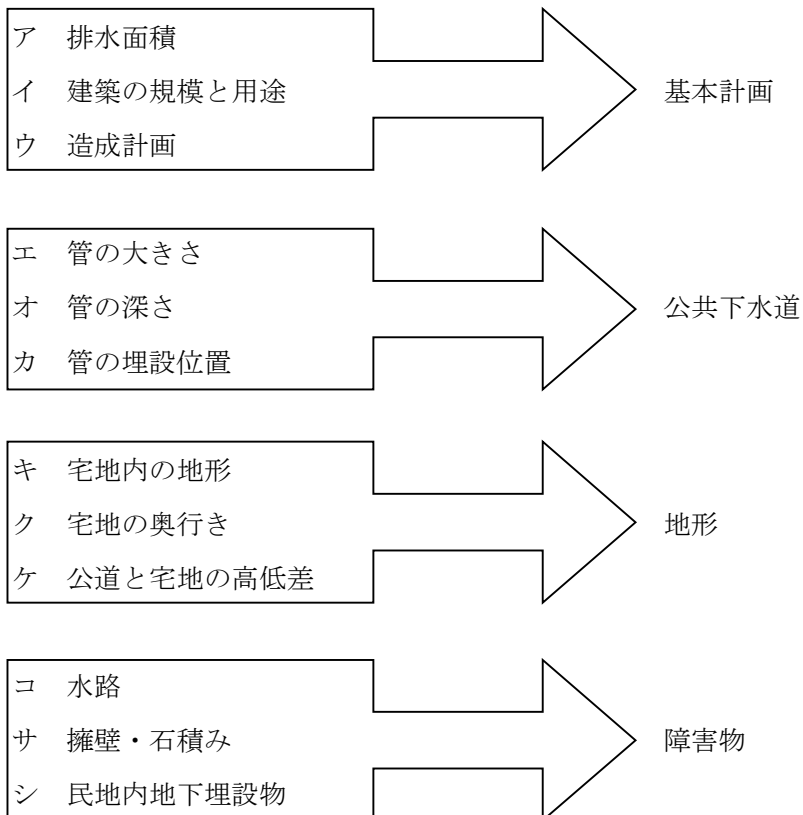 ア 排水面積
イ 建築の規模と用途
ウ 造成計画
基本計画
エ 管の大きさ
オ 管の深さ
カ 管の埋設位置
公共下水道
キ 宅地内の地形
ク 宅地の奥行き
ケ 公道と宅地の高低差
地形
コ 水路
サ 擁壁・石積み
シ 民地内地下埋設物
障害物